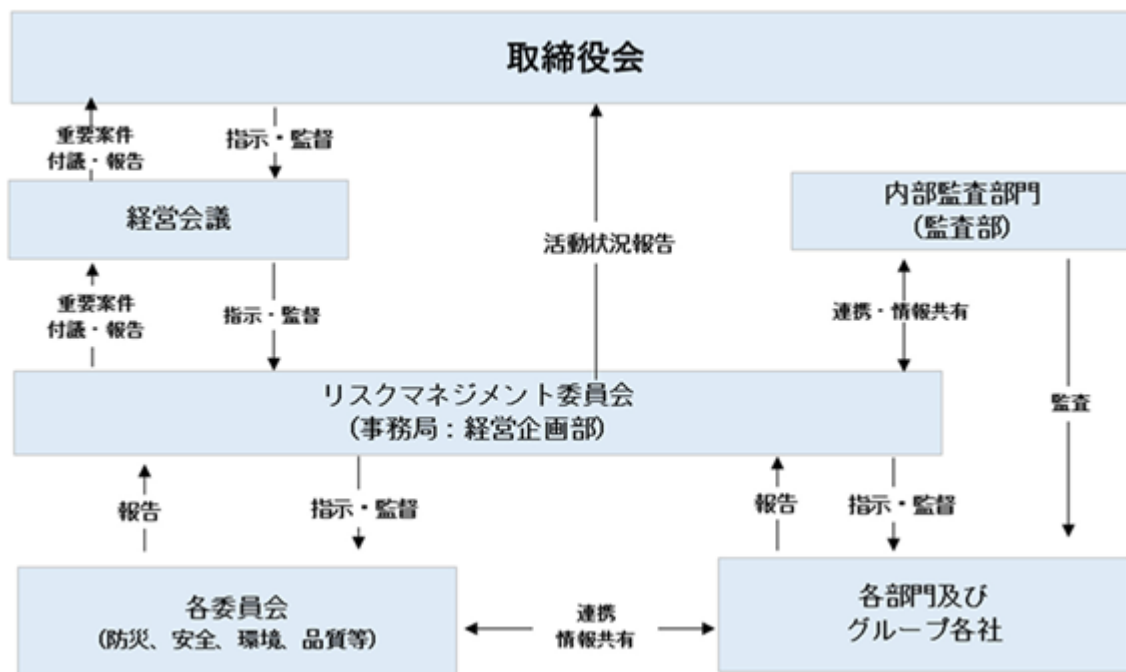 取締役会
重要案件
付議・報告
指示・監督
経営会議
内部監査部門
(監査部)
活動状況報告
重要案件
付議・報告
指示・監督
連携・情報共有
リスクマネジメント委員会
(事務局：経営企画部)
監査
報告
指示・監督
報告
指示・監督
各委員会
(防災、安全、環境、品質等)
連携
情報共有
各部門及び
グループ各社